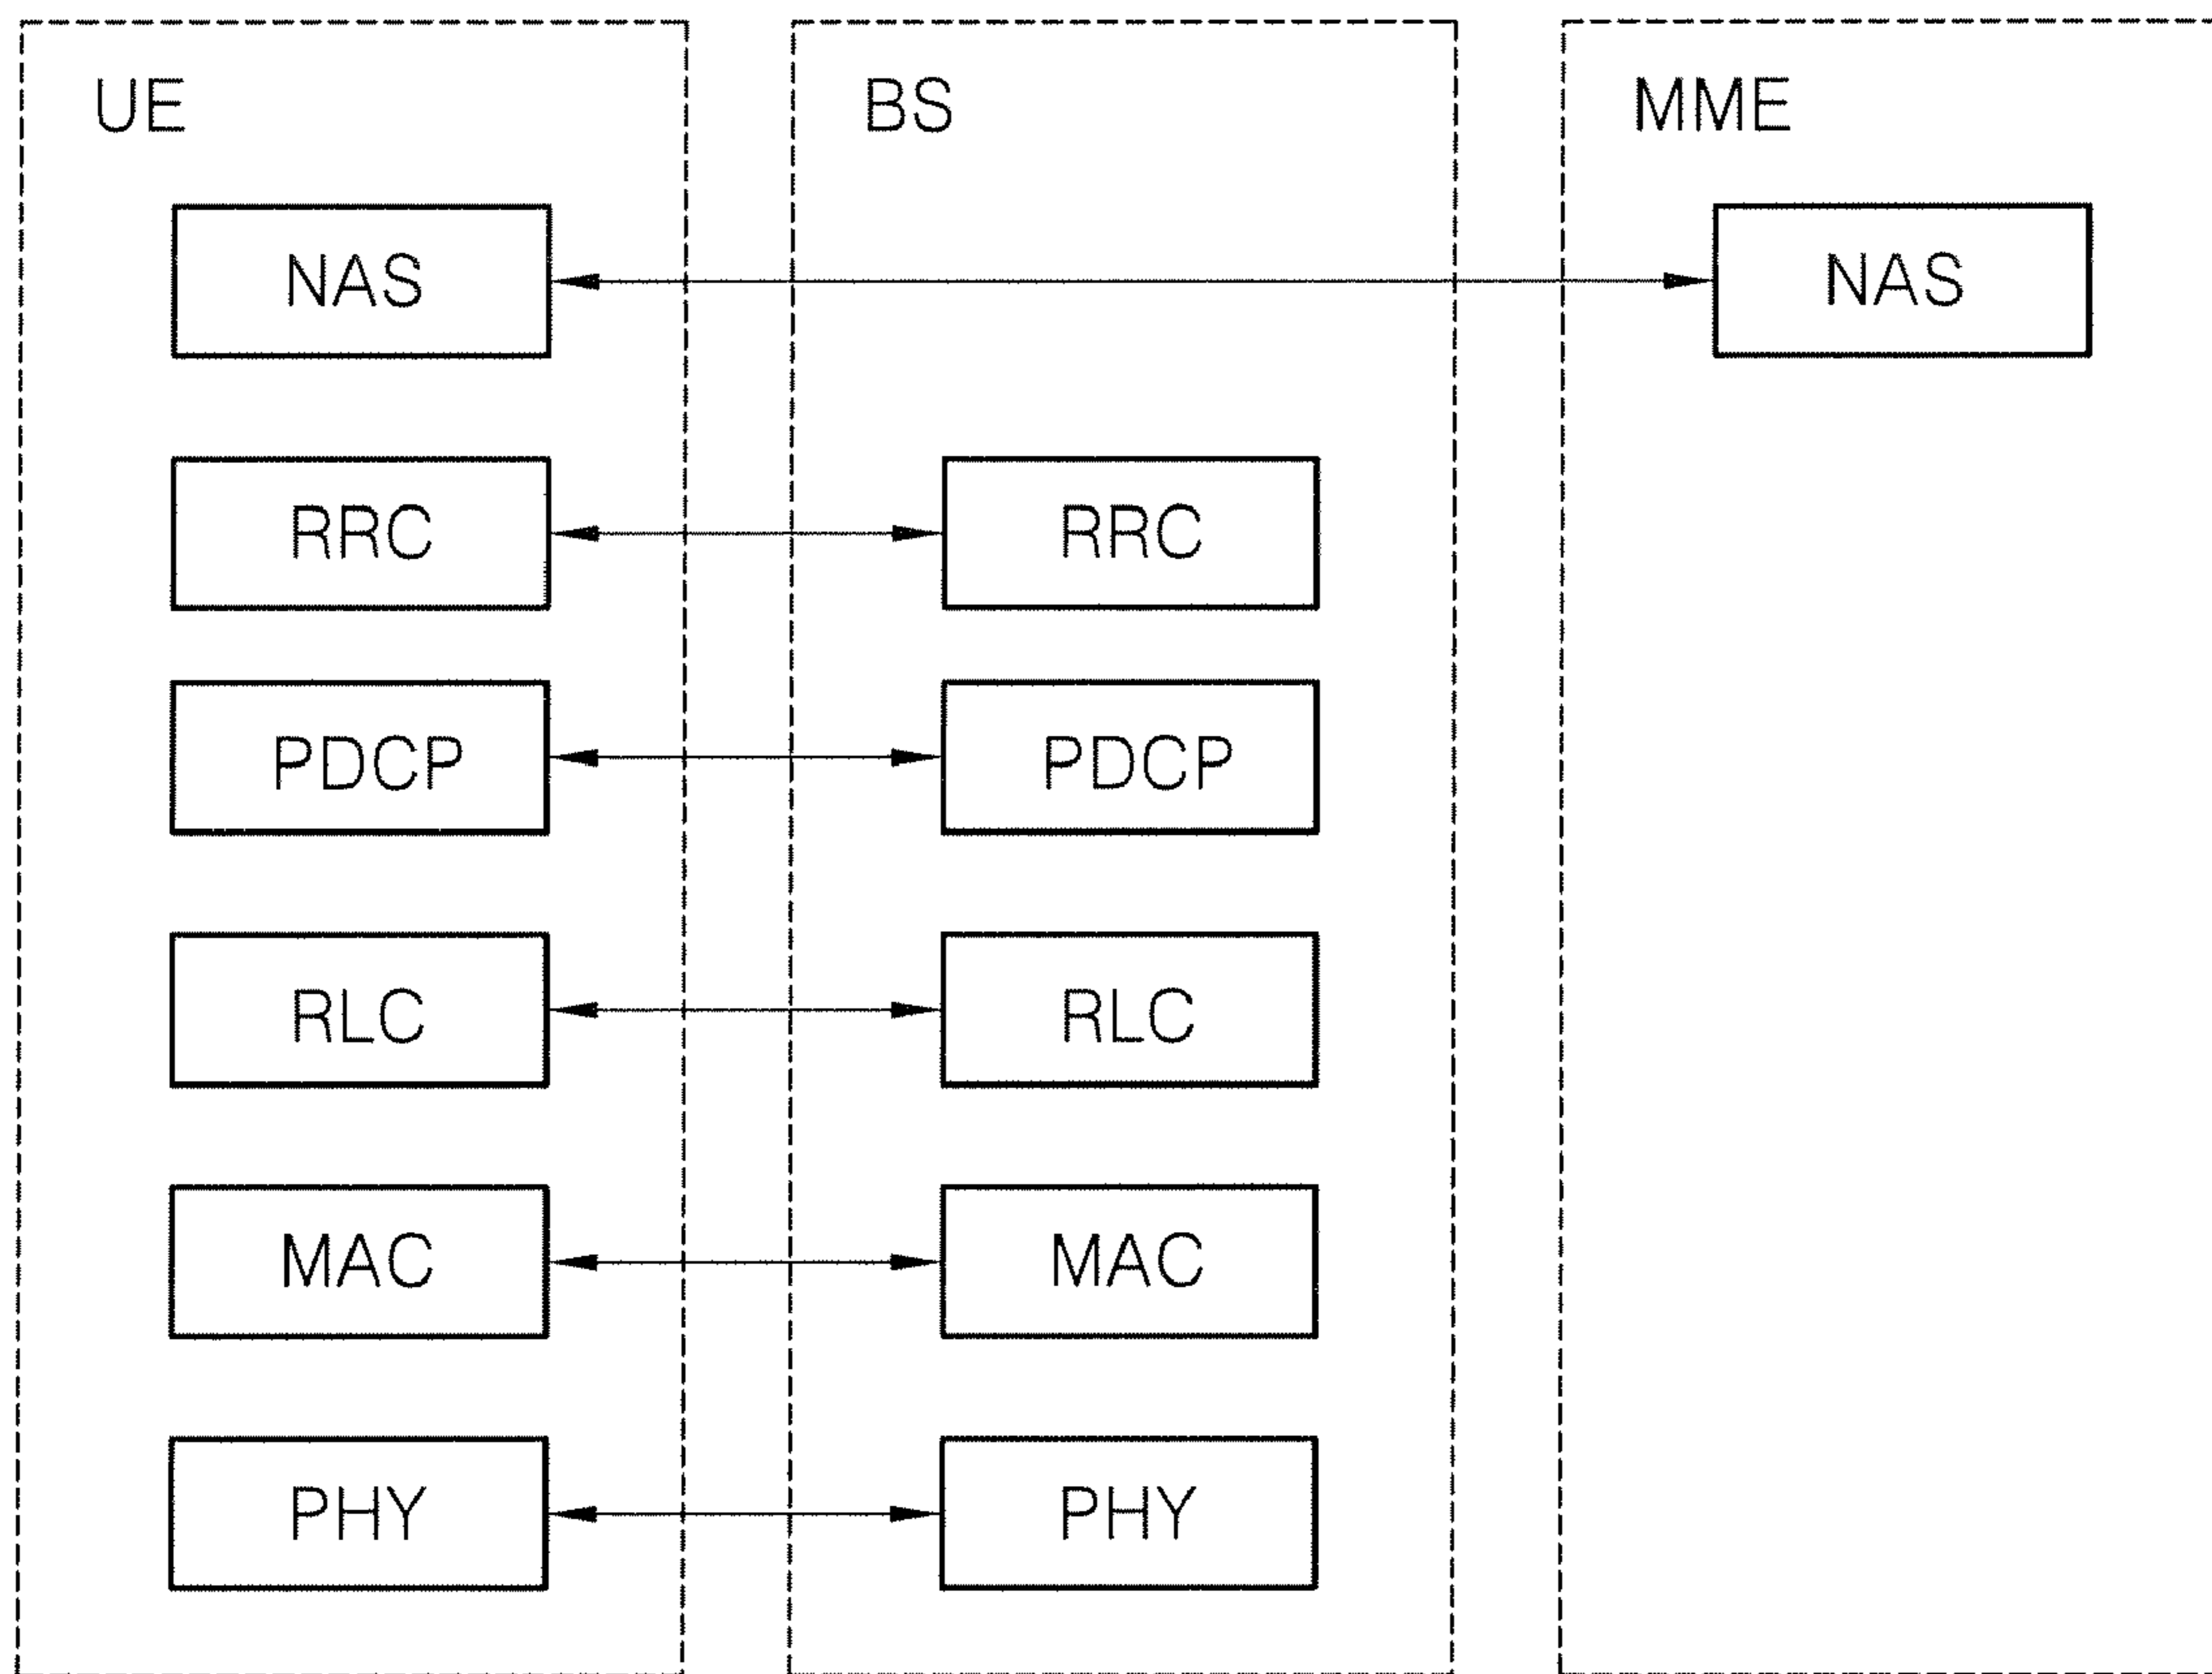 UE
BS
MME
NAS
NAS
RRC
RRC
PDCP
PDCP
RLC
RLC
MAC
MAC
PHY
PHY